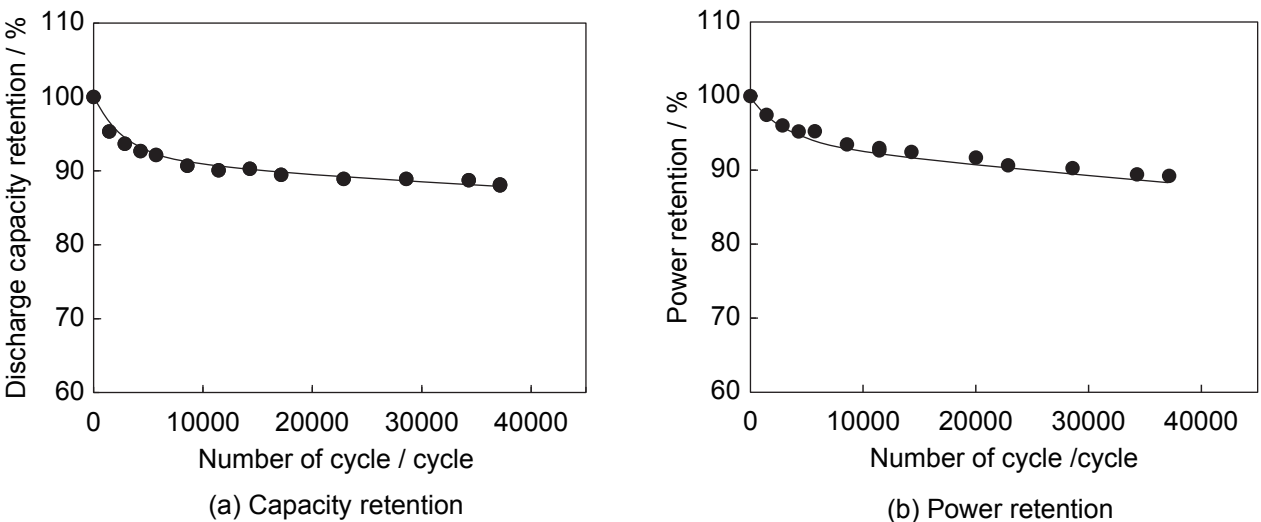 Discharge capacity retention / %
110
100
90
80
70
60
0 10000 20000 30000 40000
Number of cycle / cycle
(a) Capacity retention
Power retention / %
110
100
90
80
70
60
0 10000 20000 30000 40000
Number of cycle /cycle
(b) Power retention